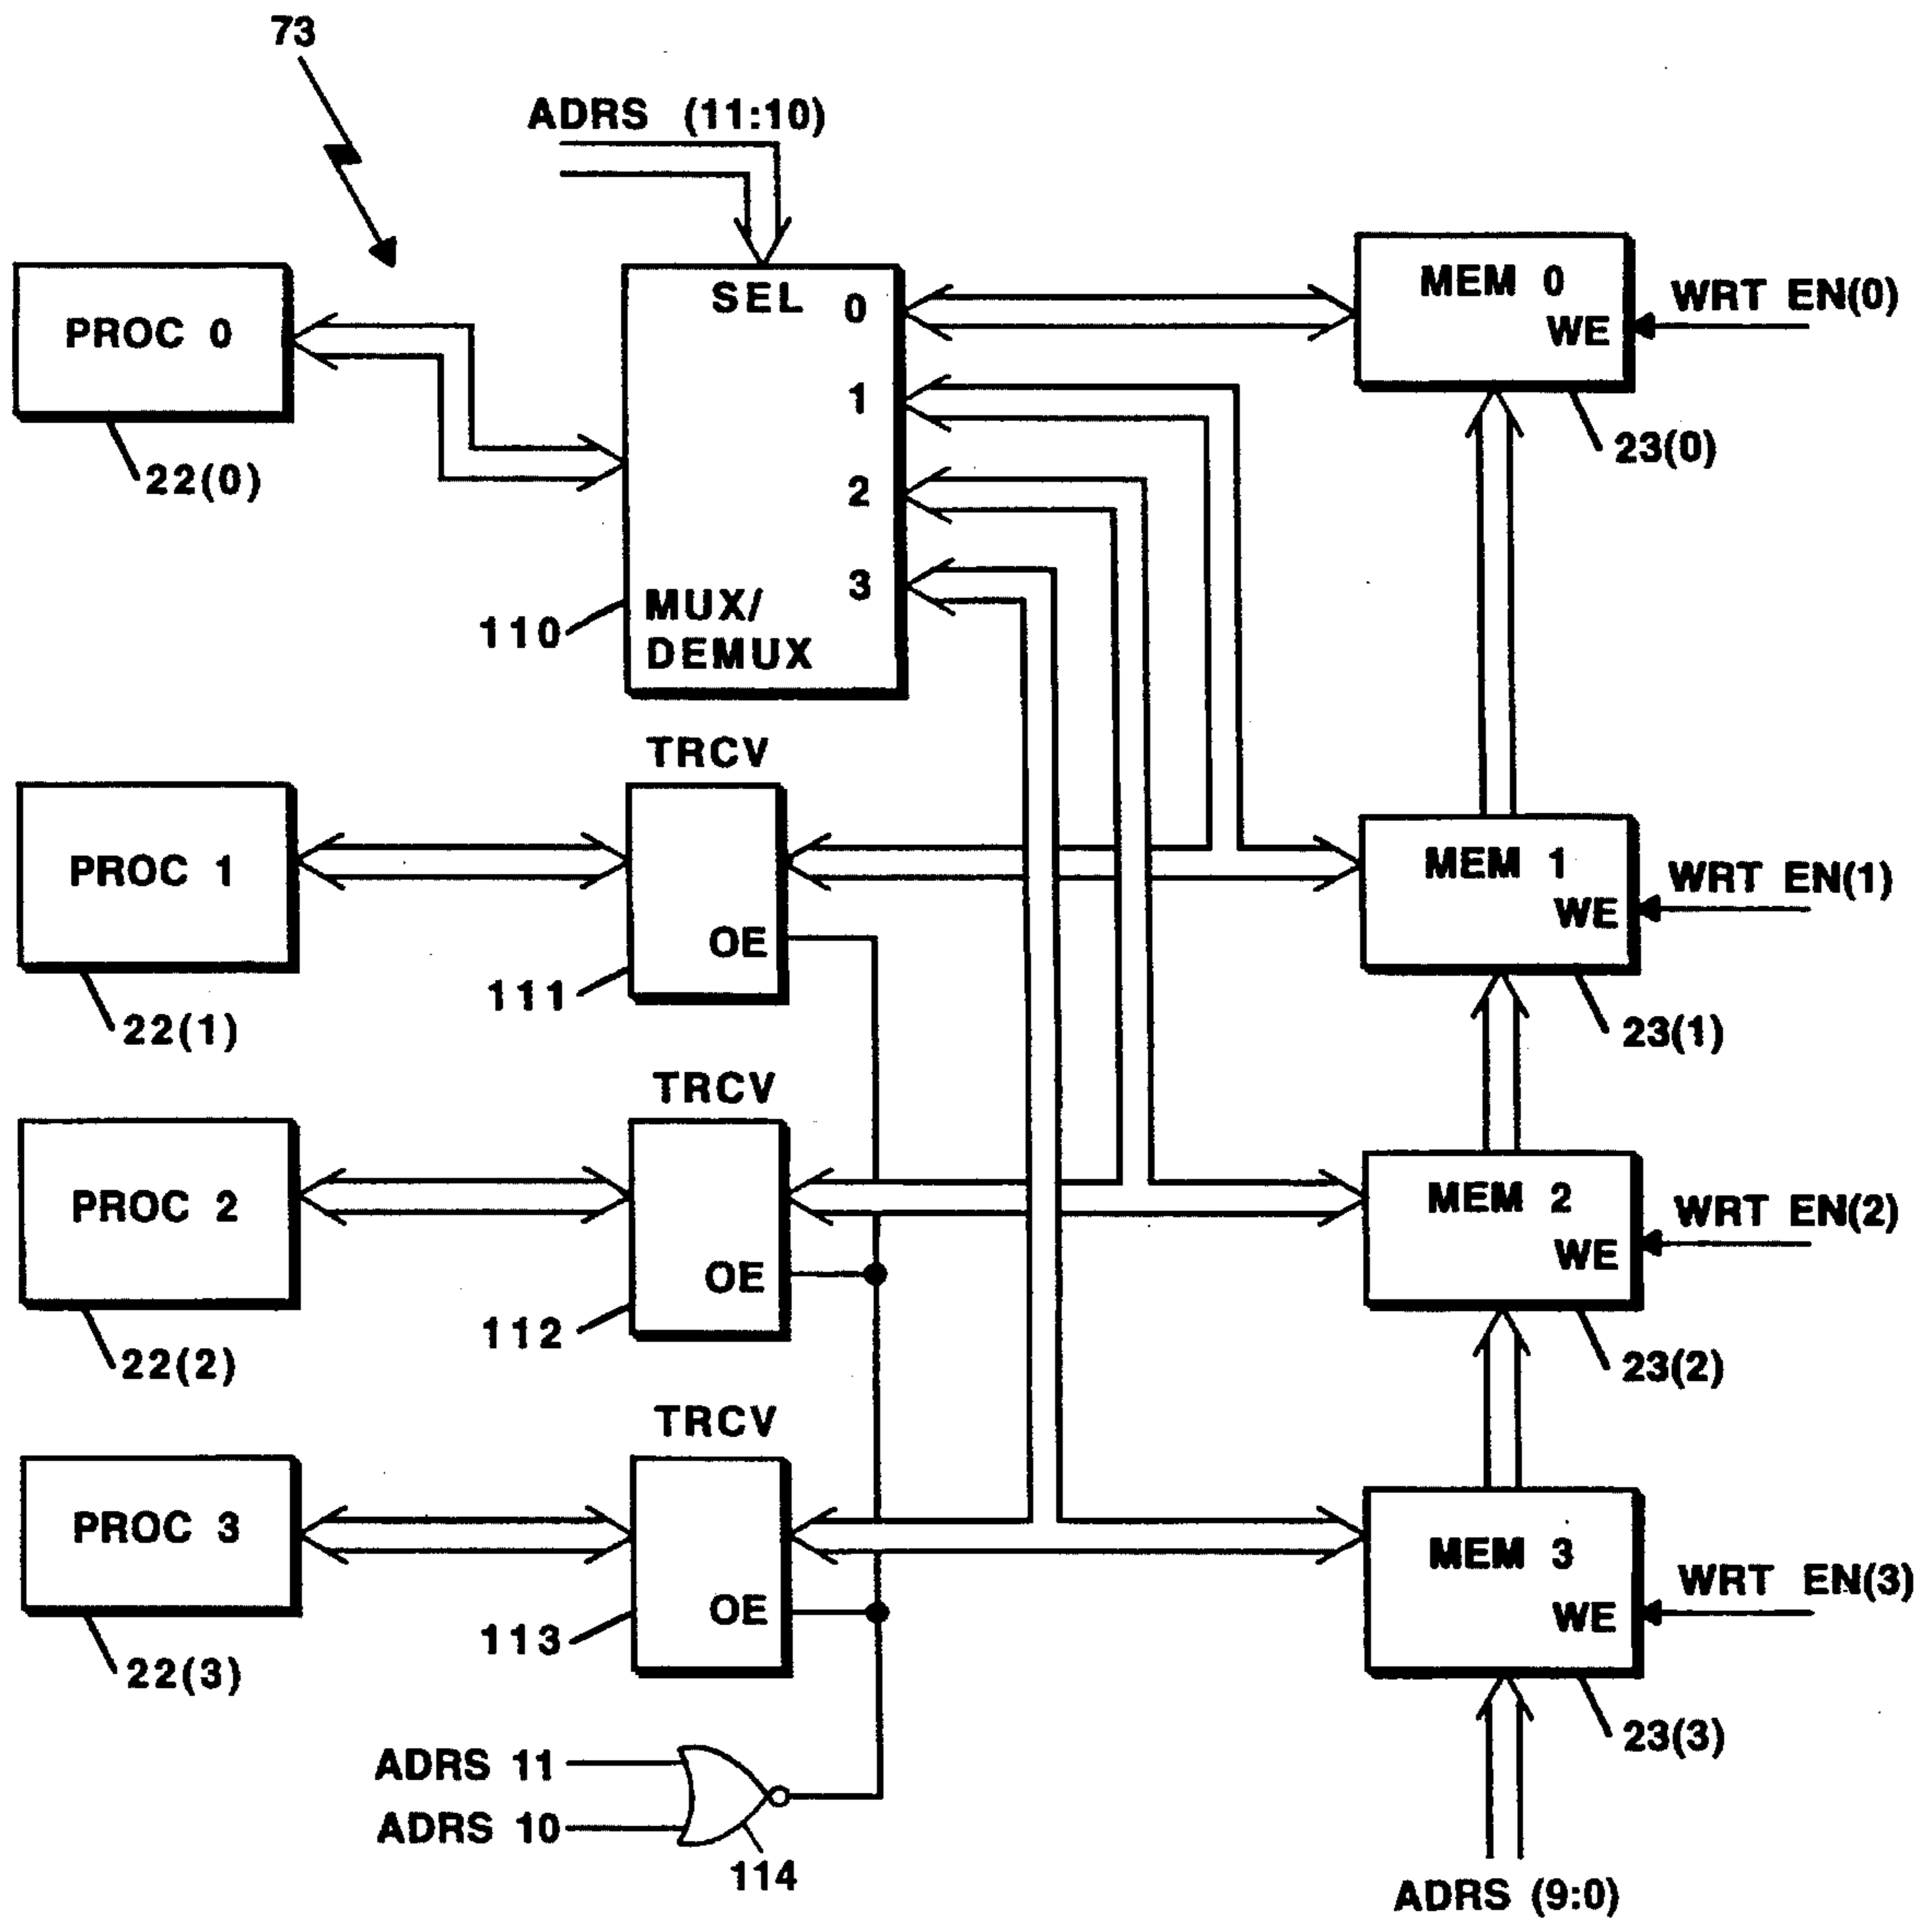 73
ADRS (11:10)
PROC 0
22(0)
SEL
0
1
2
3
MUX/
DEMUX
110
MEM 0
WE
WRT EN(0)
23(0)
TRCV
PROC 1
22(1)
OE
111
MEM 1
WE
WRT EN(1)
23(1)
TRCV
PROC 2
22(2)
OE
112
MEM 2
WE
WRT EN(2)
23(2)
TRCV
PROC 3
22(3)
OE
113
MEM 3
WE
WRT EN(3)
23(3)
ADRS 11
ADRS 10
114
ADRS (9:0)